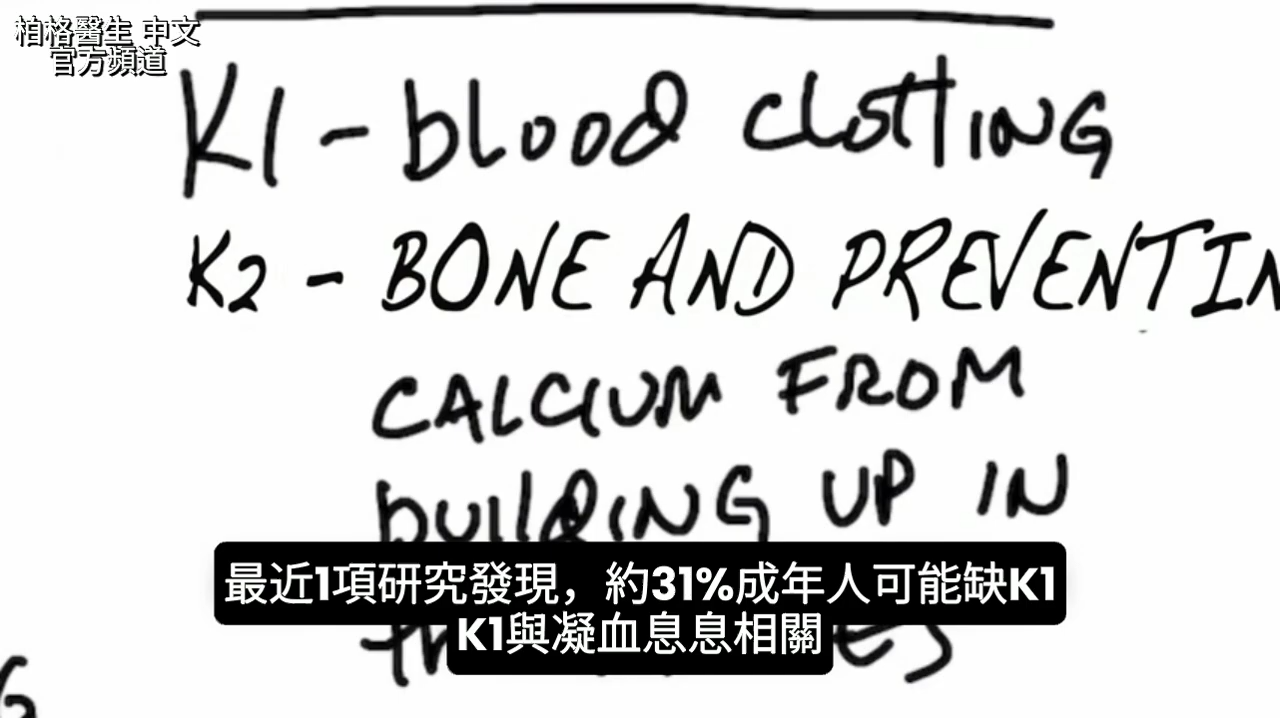 柏格醫生 中文
官方頻道
K1 - blood clotting
K2 - BONE AND PREVENTIN
CALCIUM FROM
building UP IN
最近1項研究發現，約31%成年人可能缺K1
K1與凝血息息相關
G